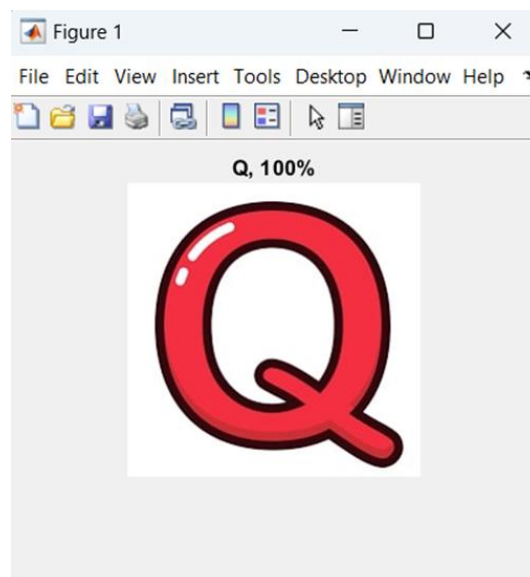 Figure 1
File Edit View Insert Tools Desktop Window Help
Q, 100%
Q